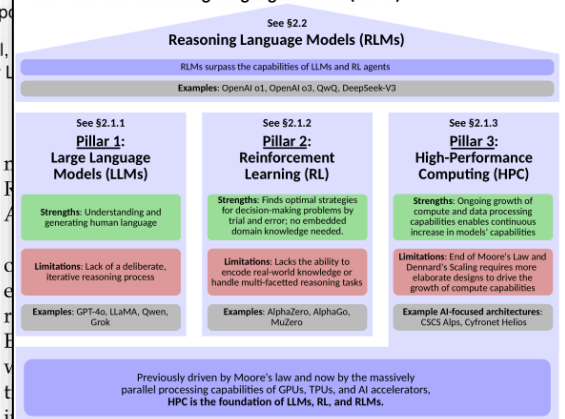 See §2.2
Reasoning Language Models (RLMs)
RLMs surpass the capabilities of LLMs and RL agents
Examples: OpenAI o1, OpenAI o3, QwQ, DeepSeek-V3
See §2.1.1
Pillar 1:
Large Language
Models (LLMs)
Strengths: Understanding and
generating human language
Limitations: Lack of a deliberate,
iterative reasoning process
Examples: GPT-4o, LLaMA, Qwen,
Grok
See §2.1.2
Pillar 2:
Reinforcement
Learning (RL)
Strengths: Finds optimal strategies
for decision-making problems by
trial and error; no embedded
domain knowledge needed.
Limitations: Lacks the ability to
encode real-world knowledge or
handle multi-facetted reasoning tasks
Examples: AlphaZero, AlphaGo,
MuZero
See §2.1.3
Pillar 3:
High-Performance
Computing (HPC)
Strengths: Ongoing growth of
compute and data processing
capabilities enables continuous
increase in models' capabilities
Limitations: End of Moore's Law and
Dennard's Scaling requires more
elaborate designs to drive the
growth of compute capabilities
Example AI-focused architectures:
CSCS Alps, Cyfronet Helios
Previously driven by Moore's law and now by the massively
parallel processing capabilities of GPUs, TPUs, and AI accelerators,
HPC is the foundation of LLMs, RL, and RLMs.